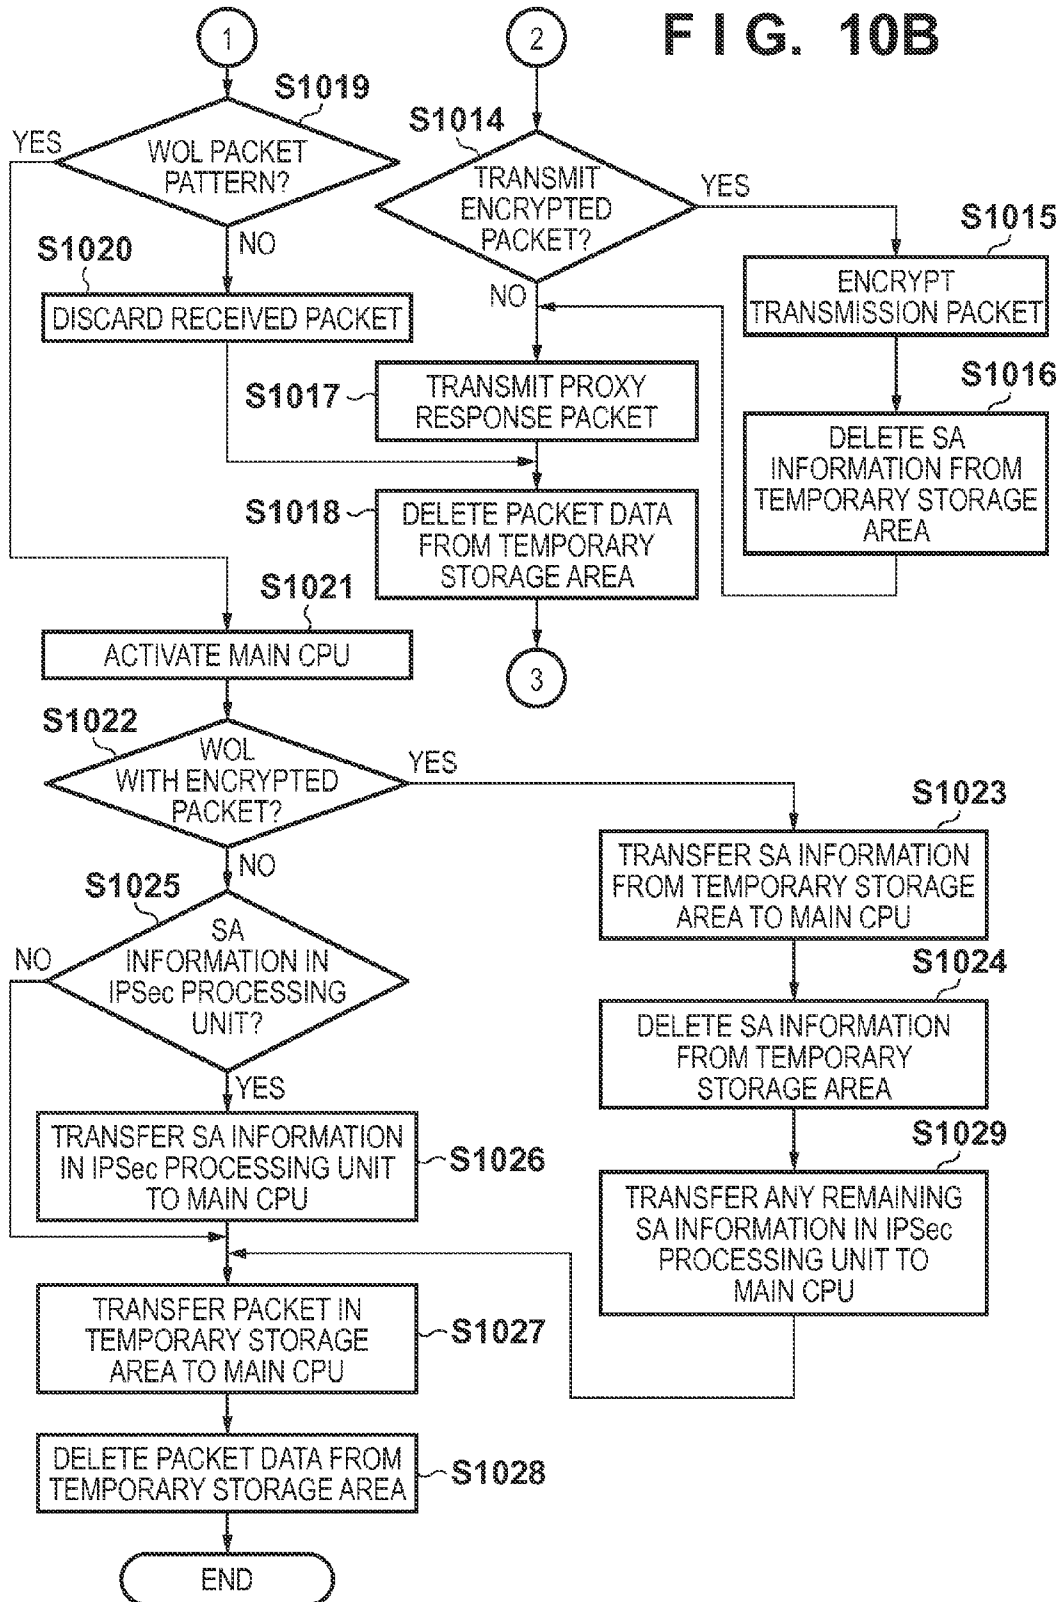 FIG. 10B
1
2
S1019
WOL PACKET
PATTERN?
YES
NO
S1014
TRANSMIT
ENCRYPTED
PACKET?
YES
NO
S1015
ENCRYPT
TRANSMISSION PACKET
S1020
DISCARD RECEIVED PACKET
S1016
DELETE SA
INFORMATION FROM
TEMPORARY STORAGE
AREA
S1017
TRANSMIT PROXY
RESPONSE PACKET
S1018
DELETE PACKET DATA
FROM TEMPORARY
STORAGE AREA
3
S1021
ACTIVATE MAIN CPU
S1022
WOL
WITH ENCRYPTED
PACKET?
YES
NO
S1023
TRANSFER SA INFORMATION
FROM TEMPORARY STORAGE
AREA TO MAIN CPU
S1025
SA
INFORMATION IN
IPSec PROCESSING
UNIT?
NO
YES
S1024
DELETE SA INFORMATION
FROM TEMPORARY
STORAGE AREA
S1026
TRANSFER SA INFORMATION
IN IPSec PROCESSING UNIT
TO MAIN CPU
S1029
TRANSFER ANY REMAINING
SA INFORMATION IN IPSec
PROCESSING UNIT TO
MAIN CPU
TRANSFER PACKET IN
TEMPORARY STORAGE
AREA TO MAIN CPU
S1027
DELETE PACKET DATA FROM
TEMPORARY STORAGE AREA
S1028
END